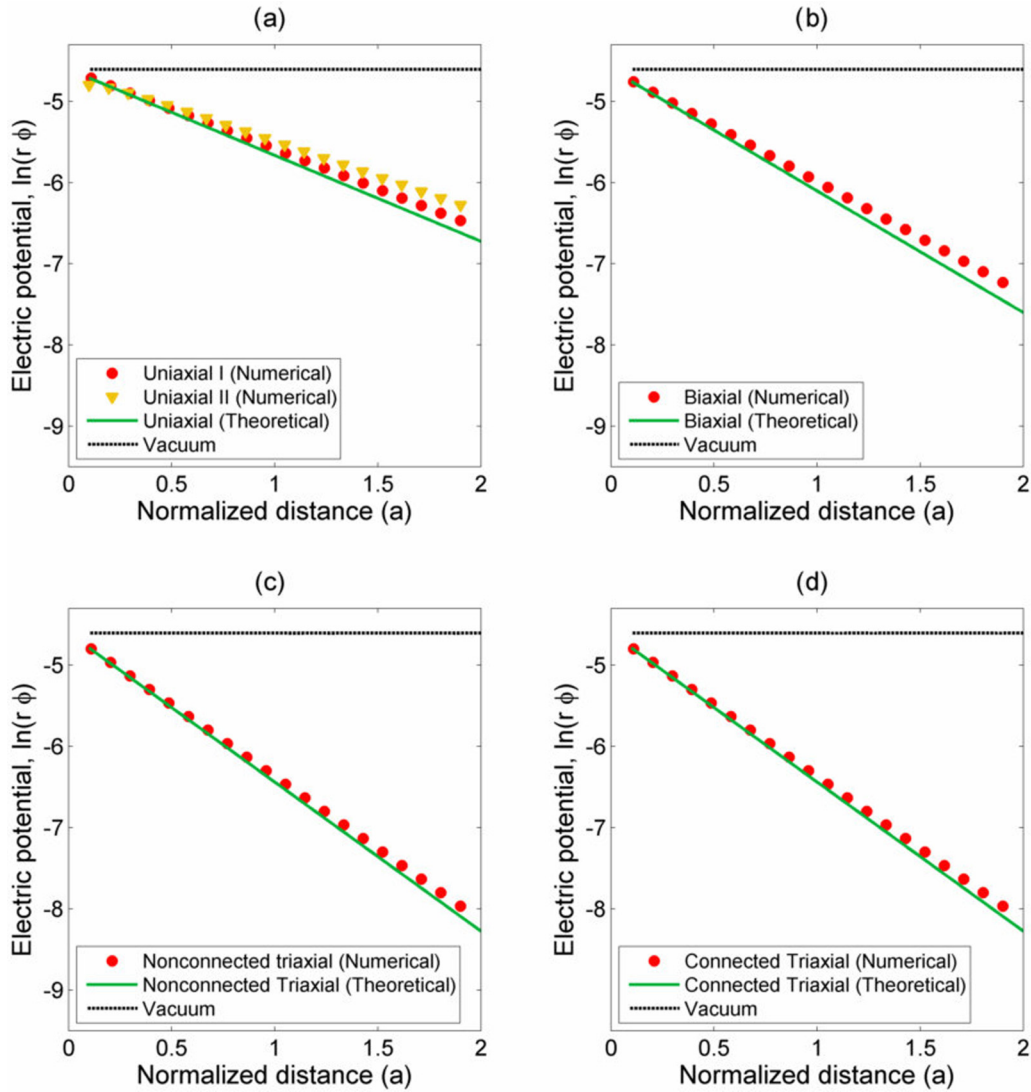 (a)
Electric potential, ln(r ϕ)
-5
-6
-7
-8
-9
Uniaxial I (Numerical)
Uniaxial II (Numerical)
Uniaxial (Theoretical)
Vacuum
0 0.5 1 1.5 2
Normalized distance (a)
(b)
Electric potential, ln(r ϕ)
-5
-6
-7
-8
-9
Biaxial (Numerical)
Biaxial (Theoretical)
Vacuum
0 0.5 1 1.5 2
Normalized distance (a)
(c)
Electric potential, ln(r ϕ)
-5
-6
-7
-8
-9
Nonconnected triaxial (Numerical)
Nonconnected Triaxial (Theoretical)
Vacuum
0 0.5 1 1.5 2
Normalized distance (a)
(d)
Electric potential, ln(r ϕ)
-5
-6
-7
-8
-9
Connected Triaxial (Numerical)
Connected Triaxial (Theoretical)
Vacuum
0 0.5 1 1.5 2
Normalized distance (a)